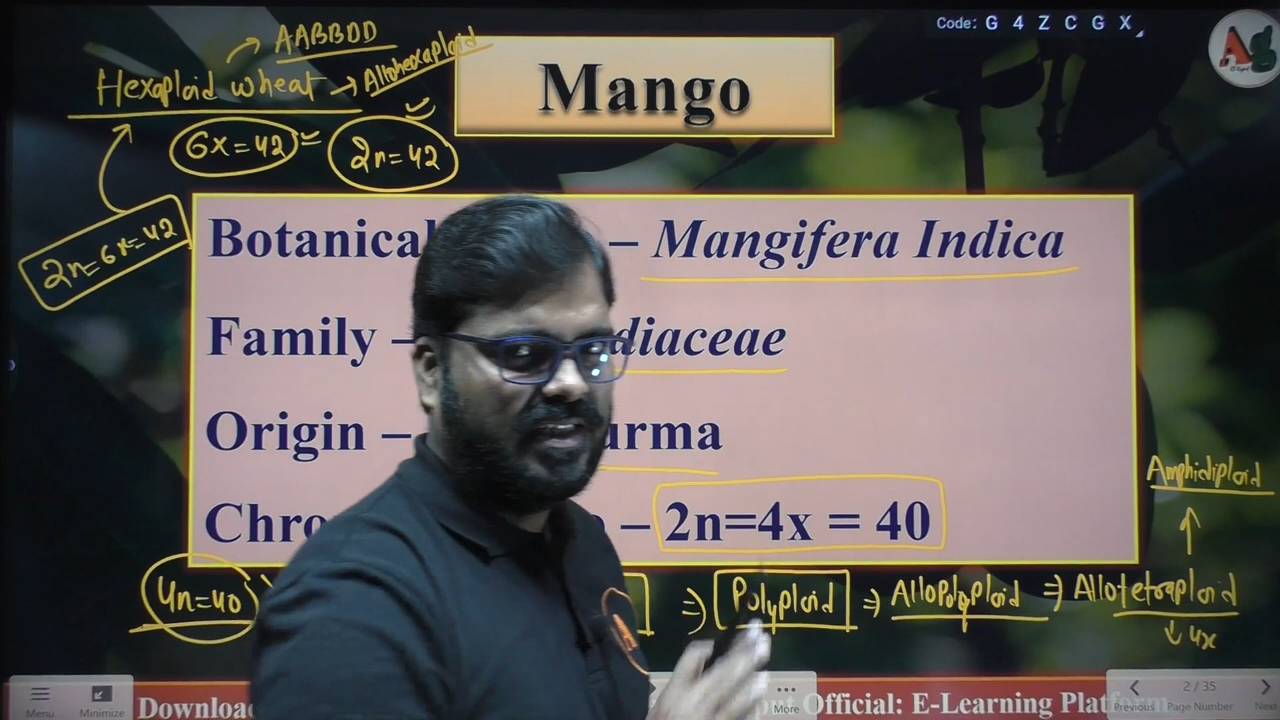 Code: G 4 Z C G X
AABBDD
Hexaploid wheat → Allohexaploid
6x=42
2n=42
2n=6x=42
Mango
Botanical – Mangifera Indica
Family – diaceae
Origin – urma
Chro – 2n=4x = 40
Amphidiploid
4n=40 ⇒ Polyploid ⇒ Allopolyploid ⇒ Allotetraploid
↓ 4x
Menu
Minimize
Download
More
Official: E-Learning Platform
Previous
2 / 35
Page Number
Next